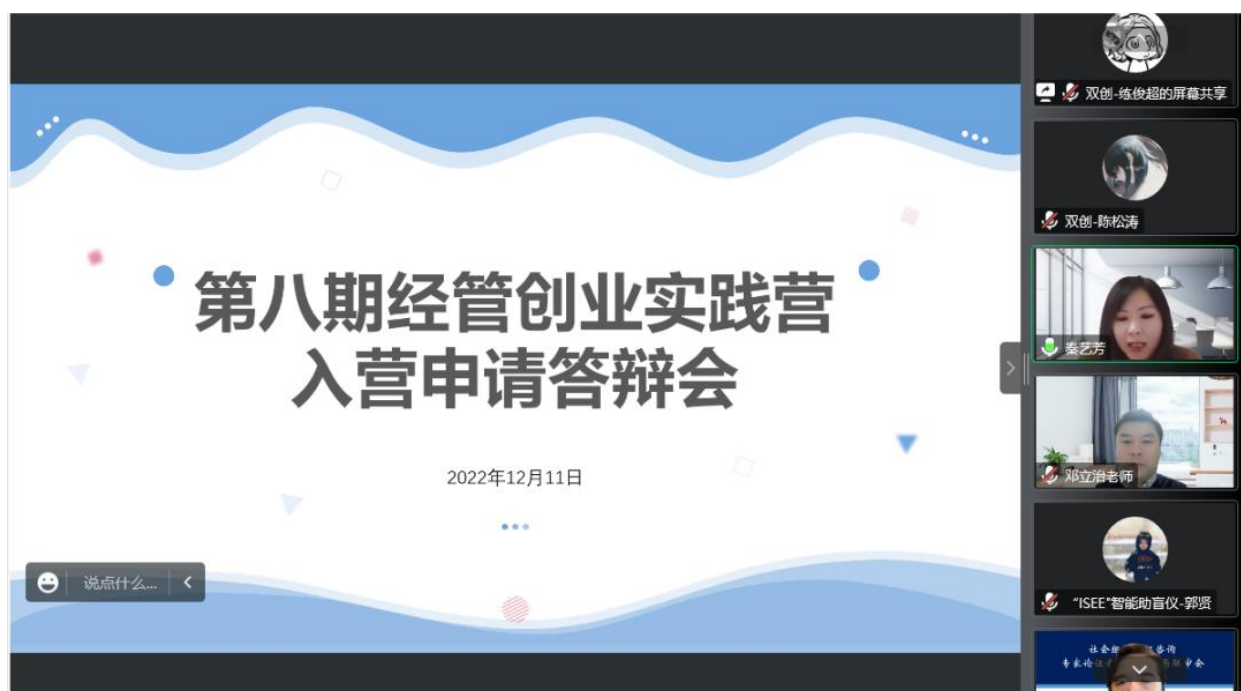 第八期经管创业实践营
入营申请答辩会
2022年12月11日
说点什么...
双创-练俊超的屏幕共享
双创-陈松涛
秦艺芳
邓立治老师
“ISEE”智能助盲仪-郭贤